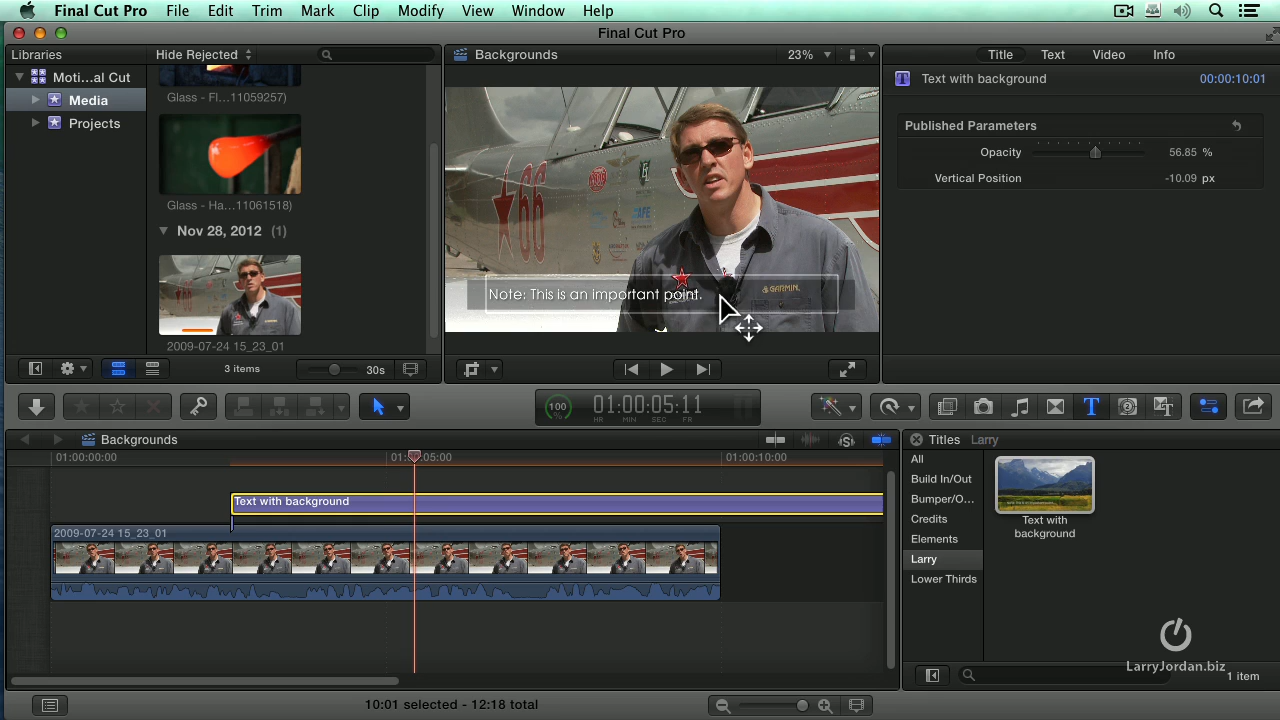 Final Cut Pro File Edit Trim Mark Clip Modify View Window Help
Final Cut Pro
Libraries
Hide Rejected
Backgrounds
23%
Title Text Video Info
Moti...al Cut
Media
Projects
Glass - Fl...11059257)
Glass - Ha...11061518)
Nov 28, 2012 (1)
2009-07-24 15_23_01
3 items
30s
66
GARMIN
Note: This is an important point.
Text with background
00:00:10:01
Published Parameters
Opacity 56.85 %
Vertical Position -10.09 px
100
%
01:00:05:11
HR MIN SEC FR
Backgrounds
01:00:00:00
01:00:05:00
01:00:10:00
Text with background
2009-07-24 15_23_01
Titles Larry
All
Build In/Out
Bumper/O...
Credits
Elements
Larry
Lower Thirds
Text with
background
LarryJordan.biz
1 item
10:01 selected - 12:18 total